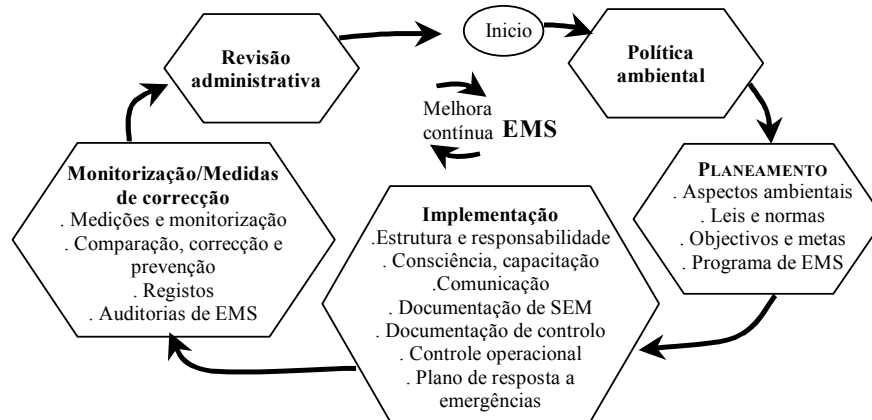 Inicio
Política
ambiental
PLANEAMENTO
. Aspectos ambientais
. Leis e normas
. Objectivos e metas
. Programa de EMS
Implementação
.Estrutura e responsabilidade
. Consciência, capacitação
.Comunicação
. Documentação de SEM
. Documentação de controlo
. Controle operacional
. Plano de resposta a
emergências
Monitorização/Medidas
de correcção
. Medições e monitorização
. Comparação, correcção e
prevenção
. Registos
. Auditorias de EMS
Revisão
administrativa
Melhora
contínua EMS